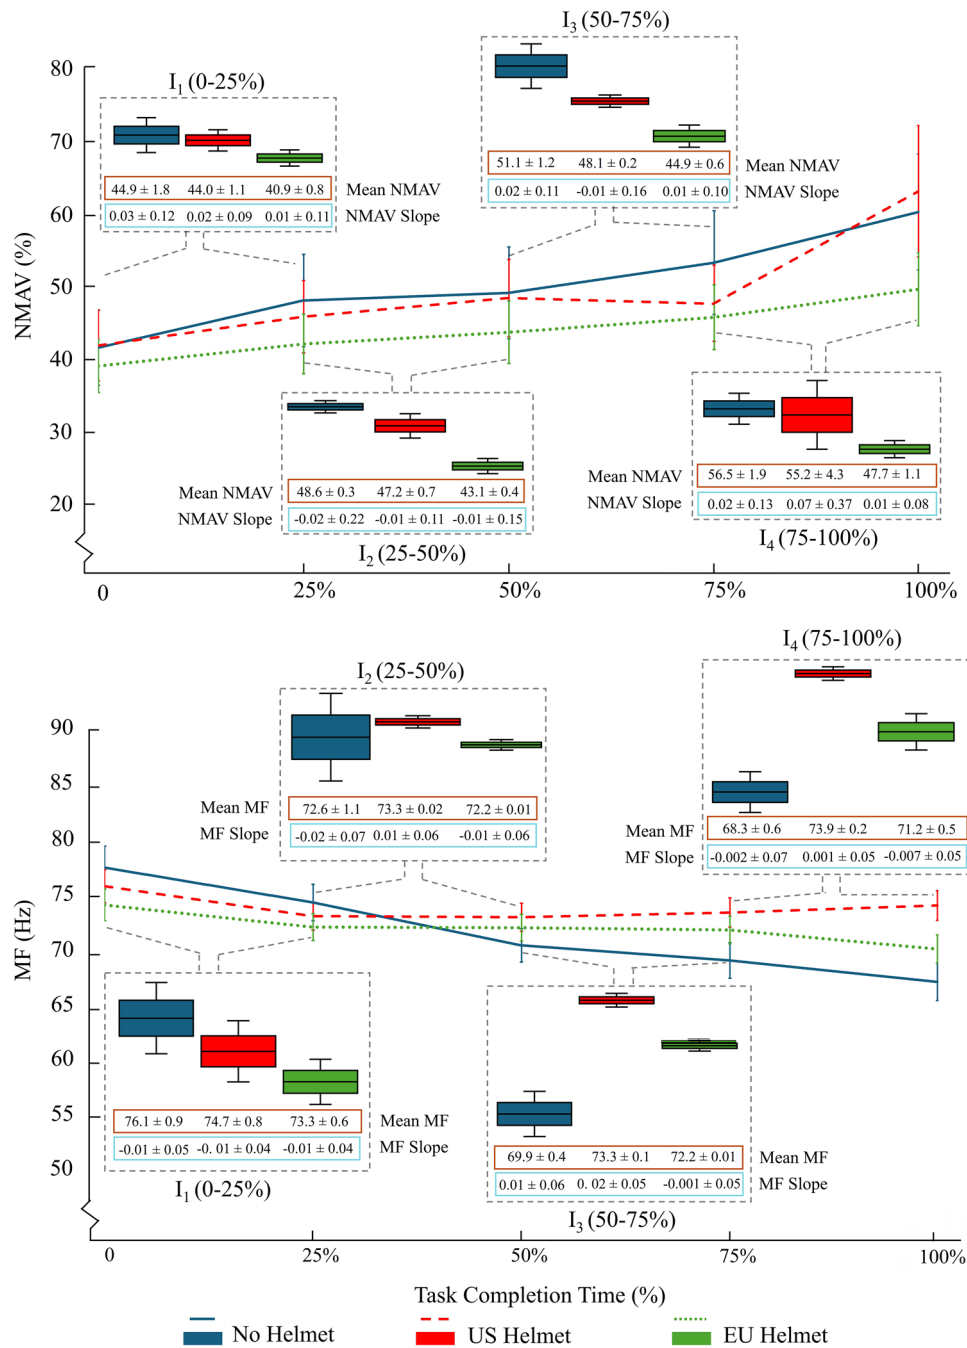 I3 (50-75%)
80
I1 (0-25%)
70
51.1 ± 1.2 48.1 ± 0.2 44.9 ± 0.6 Mean NMAV
44.9 ± 1.8 44.0 ± 1.1 40.9 ± 0.8 Mean NMAV
0.02 ± 0.11 -0.01 ± 0.16 0.01 ± 0.10 NMAV Slope
60
0.03 ± 0.12 0.02 ± 0.09 0.01 ± 0.11 NMAV Slope
NMAV (%)
50
40
30
Mean NMAV 56.5 ± 1.9 55.2 ± 4.3 47.7 ± 1.1
Mean NMAV 48.6 ± 0.3 47.2 ± 0.7 43.1 ± 0.4
20
NMAV Slope 0.02 ± 0.13 0.07 ± 0.37 0.01 ± 0.08
NMAV Slope -0.02 ± 0.22 -0.01 ± 0.11 -0.01 ± 0.15
I4 (75-100%)
I2 (25-50%)
0 25% 50% 75% 100%
I4 (75-100%)
I2 (25-50%)
90
85
Mean MF 72.6 ± 1.1 73.3 ± 0.02 72.2 ± 0.01
Mean MF 68.3 ± 0.6 73.9 ± 0.2 71.2 ± 0.5
MF Slope -0.02 ± 0.07 0.01 ± 0.06 -0.01 ± 0.06
MF Slope -0.002 ± 0.07 0.001 ± 0.05 -0.007 ± 0.05
80
75
MF (Hz)
70
65
60
55
76.1 ± 0.9 74.7 ± 0.8 73.3 ± 0.6 Mean MF
-0.01 ± 0.05 -0. 01 ± 0.04 -0.01 ± 0.04 MF Slope
69.9 ± 0.4 73.3 ± 0.1 72.2 ± 0.01 Mean MF
50
0.01 ± 0.06 0.02 ± 0.05 -0.001 ± 0.05 MF Slope
I1 (0-25%)
I3 (50-75%)
0 25% 50% 75% 100%
Task Completion Time (%)
No Helmet US Helmet EU Helmet